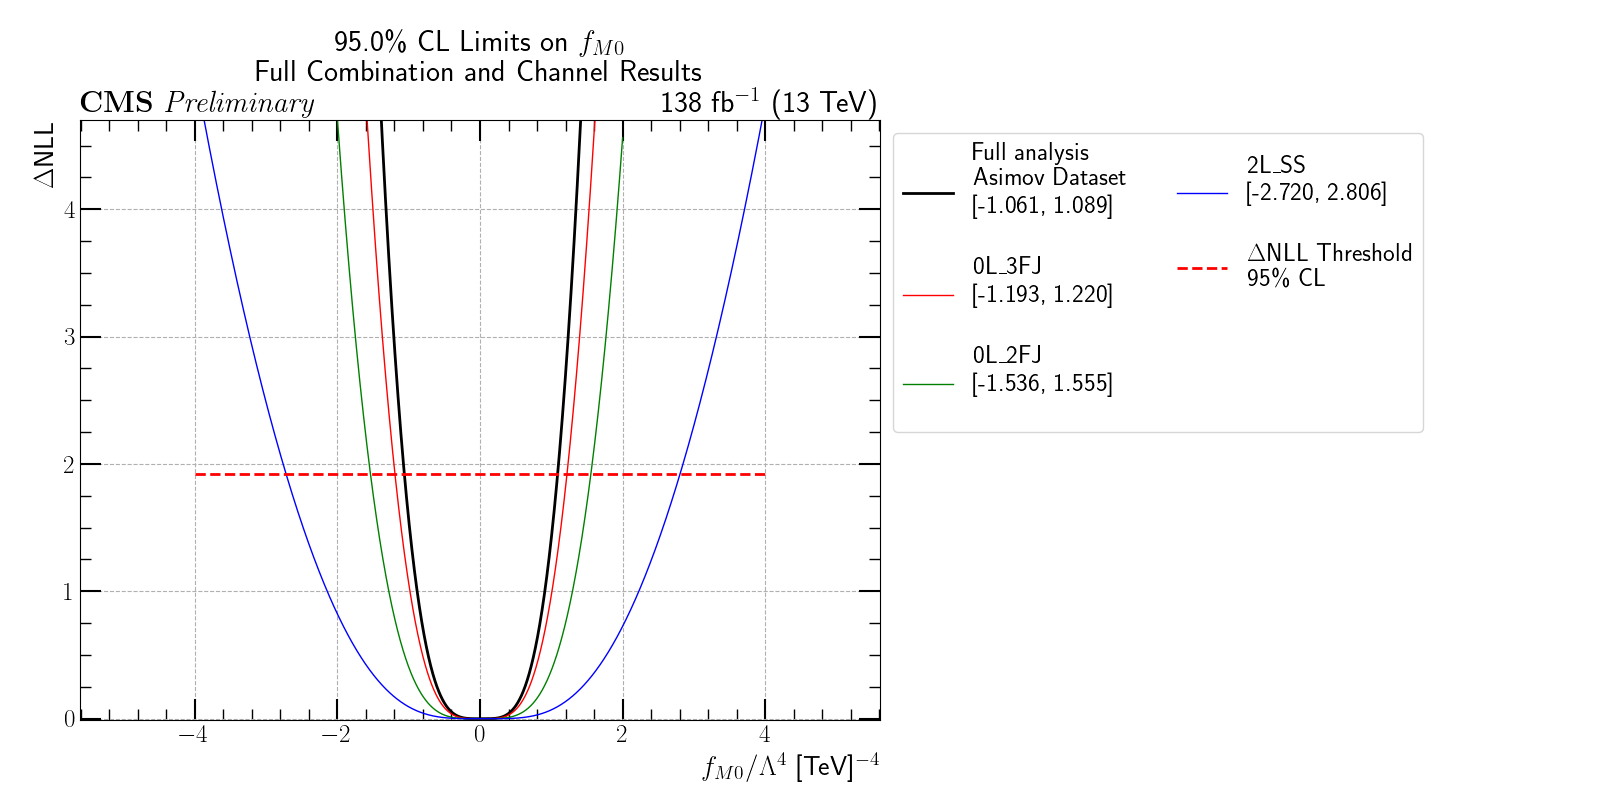 95.0% CL Limits on f_{M0}
Full Combination and Channel Results
CMS Preliminary
138 fb^{-1} (13 TeV)
ΔNLL
4
3
2
1
0
−4
−2
0
2
4
f_{M0}/Λ^4 [TeV]^{-4}
Full analysis
Asimov Dataset
[-1.061, 1.089]
0L_3FJ
[-1.193, 1.220]
0L_2FJ
[-1.536, 1.555]
2L_SS
[-2.720, 2.806]
ΔNLL Threshold
95% CL